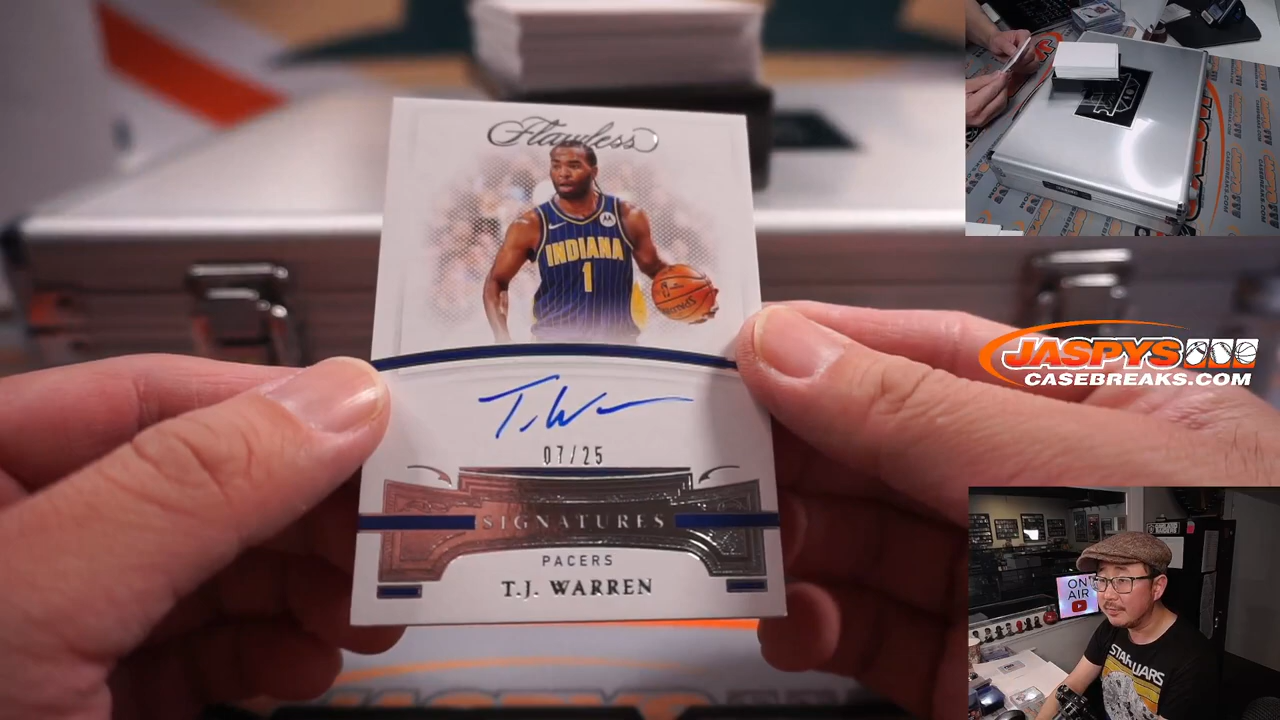 Flawless
INDIANA
1
T.J. W
07/25
SIGNATURES
PACERS
T.J. WARREN
JASPYS
CASEBREAKS.COM
ON
AIR
STAR WARS